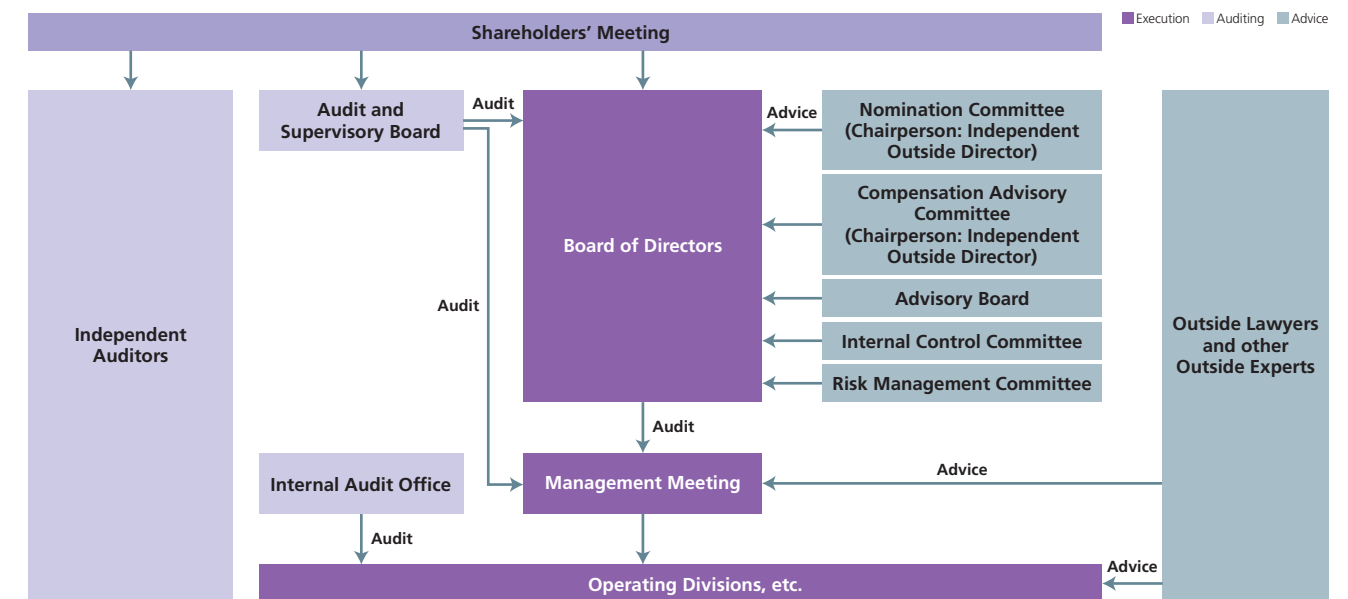 Execution Auditing Advice
Shareholders’ Meeting
Independent
Auditors
Audit and
Supervisory Board
Audit
Audit
Board of Directors
Advice
Nomination Committee
(Chairperson: Independent
Outside Director)
Compensation Advisory
Committee
(Chairperson: Independent
Outside Director)
Advisory Board
Internal Control Committee
Risk Management Committee
Outside Lawyers
and other
Outside Experts
Audit
Internal Audit Office
Management Meeting
Advice
Audit
Operating Divisions, etc.
Advice